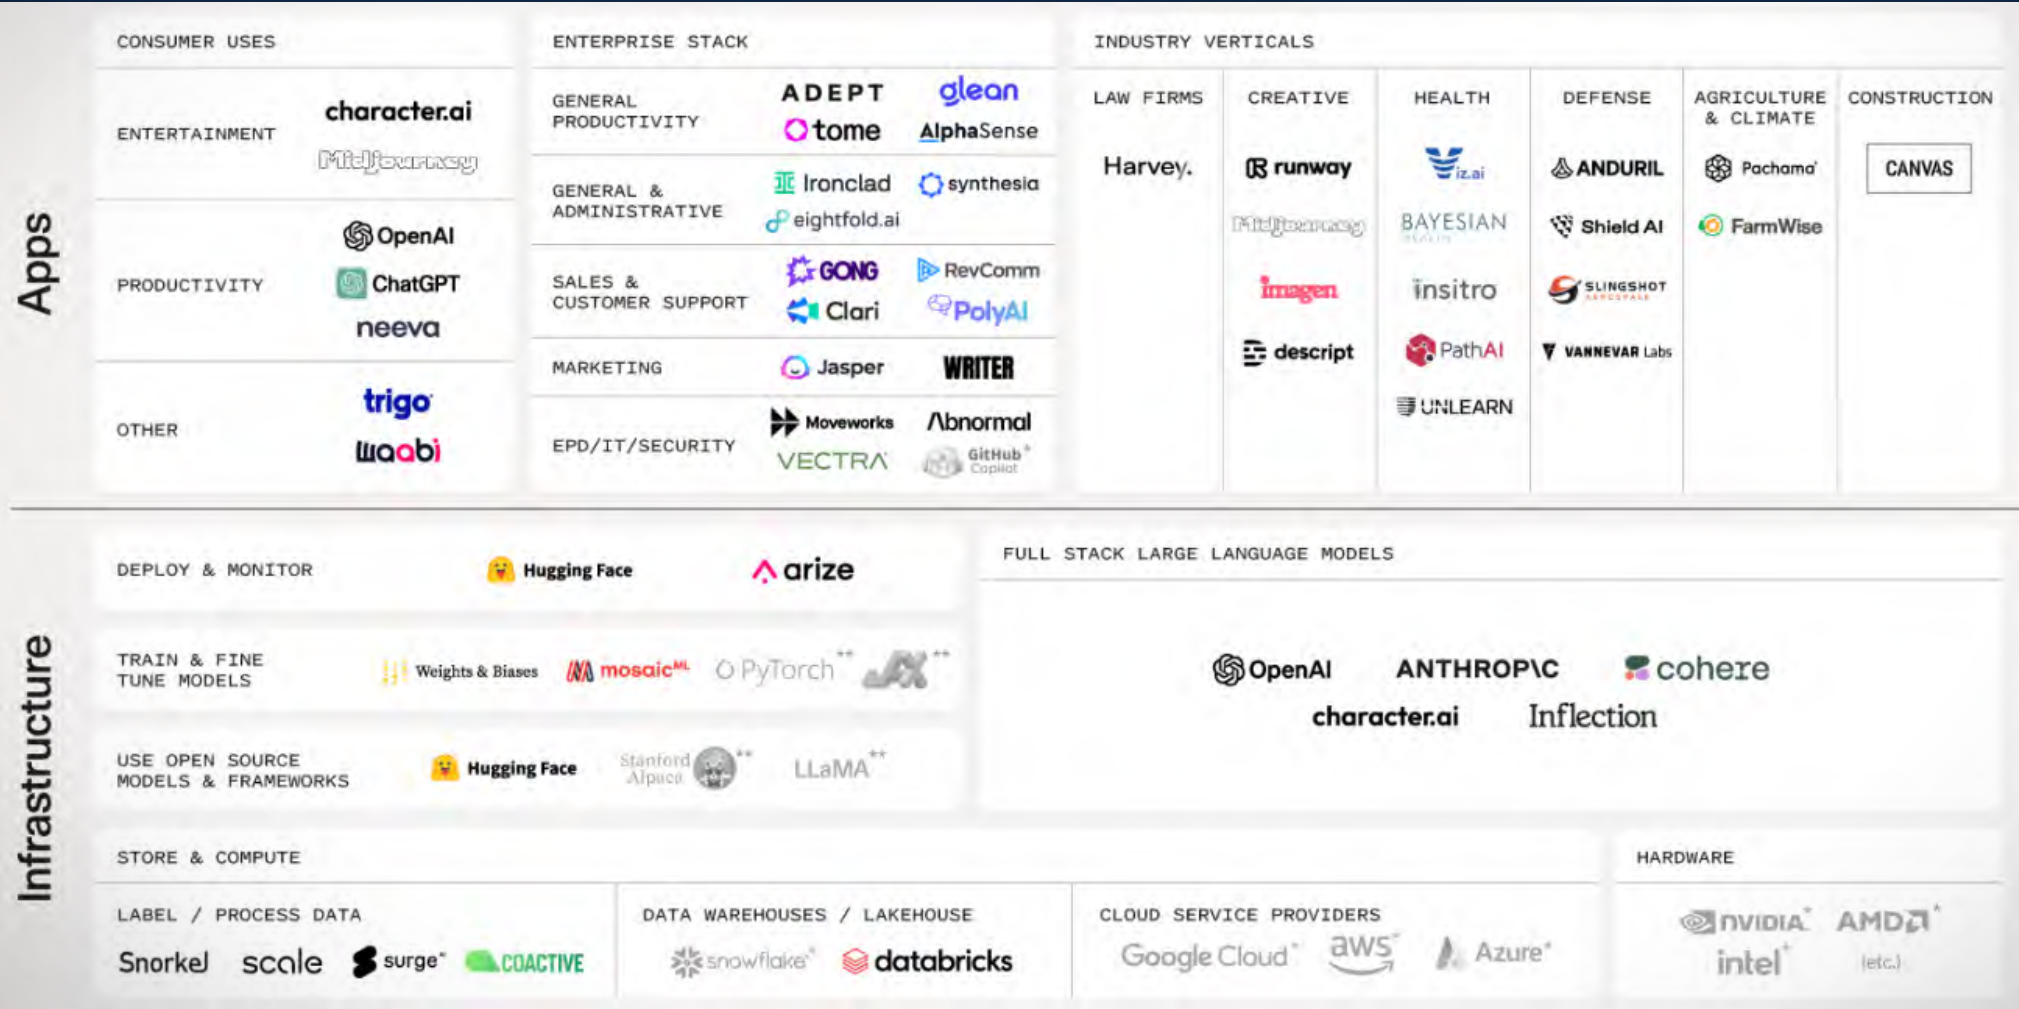 Apps
CONSUMER USES
ENTERTAINMENT
character.ai
Midjourney
PRODUCTIVITY
OpenAI
ChatGPT
neeva
OTHER
trigo
waabi
ENTERPRISE STACK
GENERAL
PRODUCTIVITY
ADEPT
glean
tome
AlphaSense
GENERAL &
ADMINISTRATIVE
Ironclad
synthesia
eightfold.ai
SALES &
CUSTOMER SUPPORT
GONG
RevComm
Clari
PolyAI
MARKETING
Jasper
WRITER
EPD/IT/SECURITY
Moveworks
Abnormal
VECTRA
GitHub*
Copilot
INDUSTRY VERTICALS
LAW FIRMS
Harvey.
CREATIVE
runway
Midjourney
imagen
descript
HEALTH
Viz.ai
BAYESIAN
HEALTH
insitro
PathAI
UNLEARN
DEFENSE
ANDURIL
Shield AI
SLINGSHOT
AEROSPACE
VANNEVAR Labs
AGRICULTURE
& CLIMATE
Pachama
FarmWise
CONSTRUCTION
CANVAS
Infrastructure
DEPLOY & MONITOR
Hugging Face
arize
TRAIN & FINE
TUNE MODELS
Weights & Biases
mosaicML
PyTorch**
JAX**
USE OPEN SOURCE
MODELS & FRAMEWORKS
Hugging Face
Stanford
Alpaca**
LLaMA**
FULL STACK LARGE LANGUAGE MODELS
OpenAI
ANTHROP\C
cohere
character.ai
Inflection
STORE & COMPUTE
LABEL / PROCESS DATA
Snorkel
scale
surge*
COACTIVE
DATA WAREHOUSES / LAKEHOUSE
snowflake*
databricks
CLOUD SERVICE PROVIDERS
Google Cloud*
aws*
Azure*
HARDWARE
NVIDIA*
AMD*
intel*
(etc.)